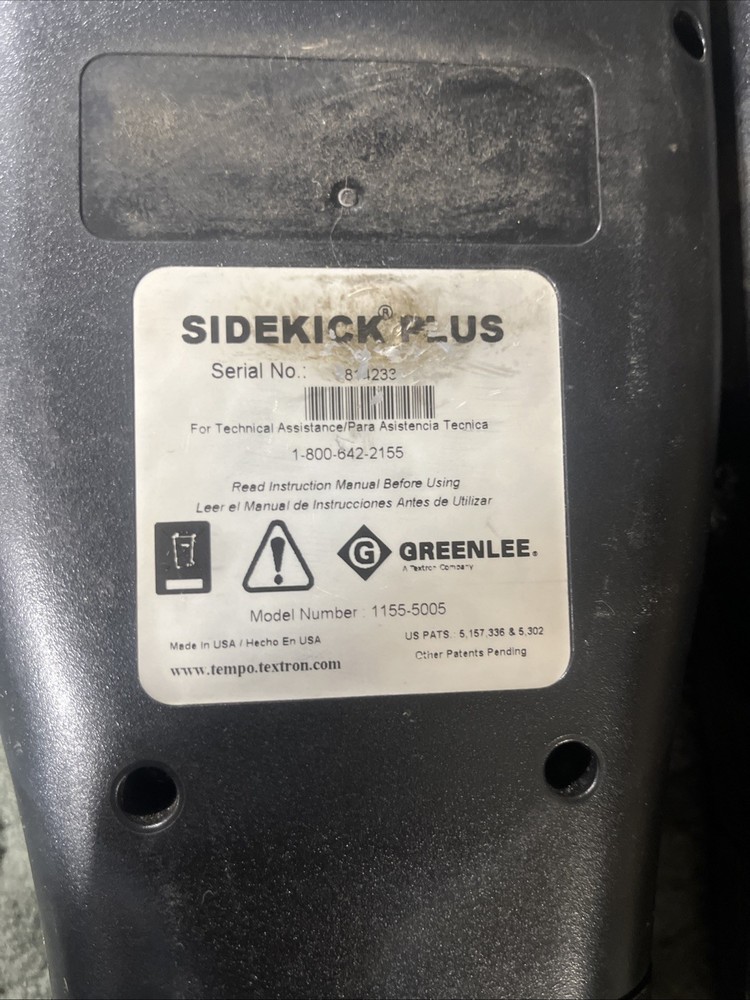 SIDEKICK® PLUS
Serial No.:
For Technical Assistance/Para Asistencia Tecnica
1-800-642-2155
Read Instruction Manual Before Using
Leer el Manual de Instrucciones Antes de Utilizar
G GREENLEE®
A Textron Company
Model Number : 1155-5005
Made In USA / Hecho En USA
US PATS.: 5,157,336 & 5,302
Other Patents Pending
www.tempo.textron.com